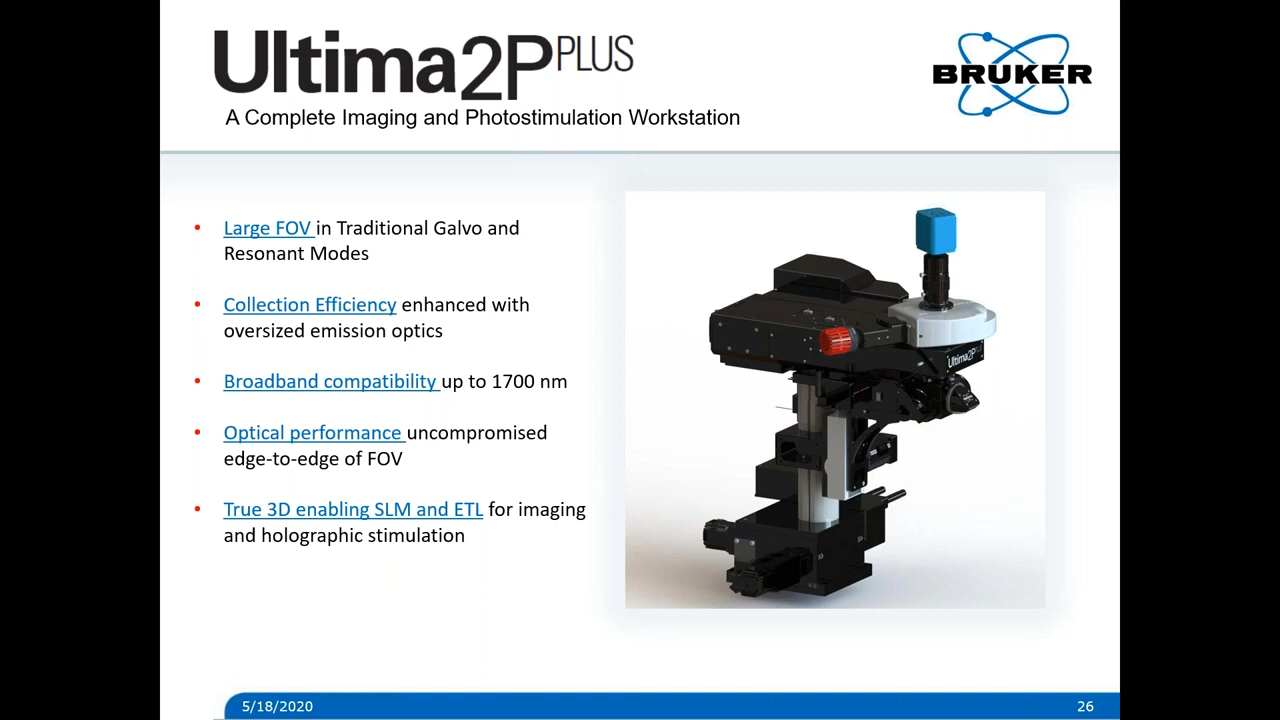 Ultima2PPLUS
BRUKER
A Complete Imaging and Photostimulation Workstation
• Large FOV in Traditional Galvo and
Resonant Modes
• Collection Efficiency enhanced with
oversized emission optics
• Broadband compatibility up to 1700 nm
• Optical performance uncompromised
edge-to-edge of FOV
• True 3D enabling SLM and ETL for imaging
and holographic stimulation
Ultima2PPLUS
5/18/2020
26